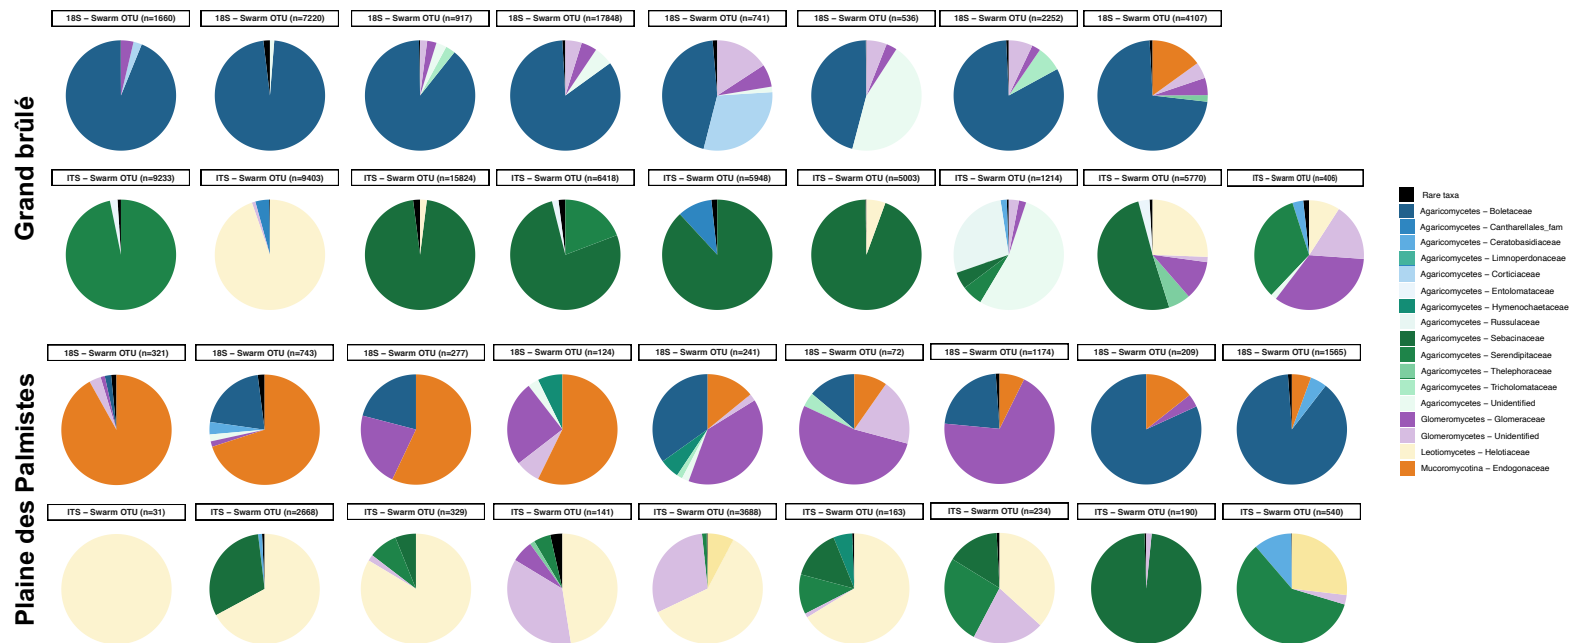 Grand brûlé
18S – Swarm OTU (n=1660)
18S – Swarm OTU (n=7220)
18S – Swarm OTU (n=917)
18S – Swarm OTU (n=17848)
18S – Swarm OTU (n=741)
18S – Swarm OTU (n=536)
18S – Swarm OTU (n=2252)
18S – Swarm OTU (n=4107)
ITS – Swarm OTU (n=9233)
ITS – Swarm OTU (n=9403)
ITS – Swarm OTU (n=15824)
ITS – Swarm OTU (n=6418)
ITS – Swarm OTU (n=5948)
ITS – Swarm OTU (n=5003)
ITS – Swarm OTU (n=1214)
ITS – Swarm OTU (n=5770)
ITS – Swarm OTU (n=406)
Plaine des Palmistes
18S – Swarm OTU (n=321)
18S – Swarm OTU (n=743)
18S – Swarm OTU (n=277)
18S – Swarm OTU (n=124)
18S – Swarm OTU (n=241)
18S – Swarm OTU (n=72)
18S – Swarm OTU (n=1174)
18S – Swarm OTU (n=209)
18S – Swarm OTU (n=1565)
ITS – Swarm OTU (n=31)
ITS – Swarm OTU (n=2668)
ITS – Swarm OTU (n=329)
ITS – Swarm OTU (n=141)
ITS – Swarm OTU (n=3688)
ITS – Swarm OTU (n=163)
ITS – Swarm OTU (n=234)
ITS – Swarm OTU (n=190)
ITS – Swarm OTU (n=540)
Rare taxa
Agaricomycetes – Boletaceae
Agaricomycetes – Cantharellales_fam
Agaricomycetes – Ceratobasidiaceae
Agaricomycetes – Limnoperdonaceae
Agaricomycetes – Corticiaceae
Agaricomycetes – Entolomataceae
Agaricomycetes – Hymenochaetaceae
Agaricomycetes – Russulaceae
Agaricomycetes – Sebacinaceae
Agaricomycetes – Serendipitaceae
Agaricomycetes – Thelephoraceae
Agaricomycetes – Tricholomataceae
Agaricomycetes – Unidentified
Glomeromycetes – Glomeraceae
Glomeromycetes – Unidentified
Leotiomycetes – Helotiaceae
Mucoromycotina – Endogonaceae